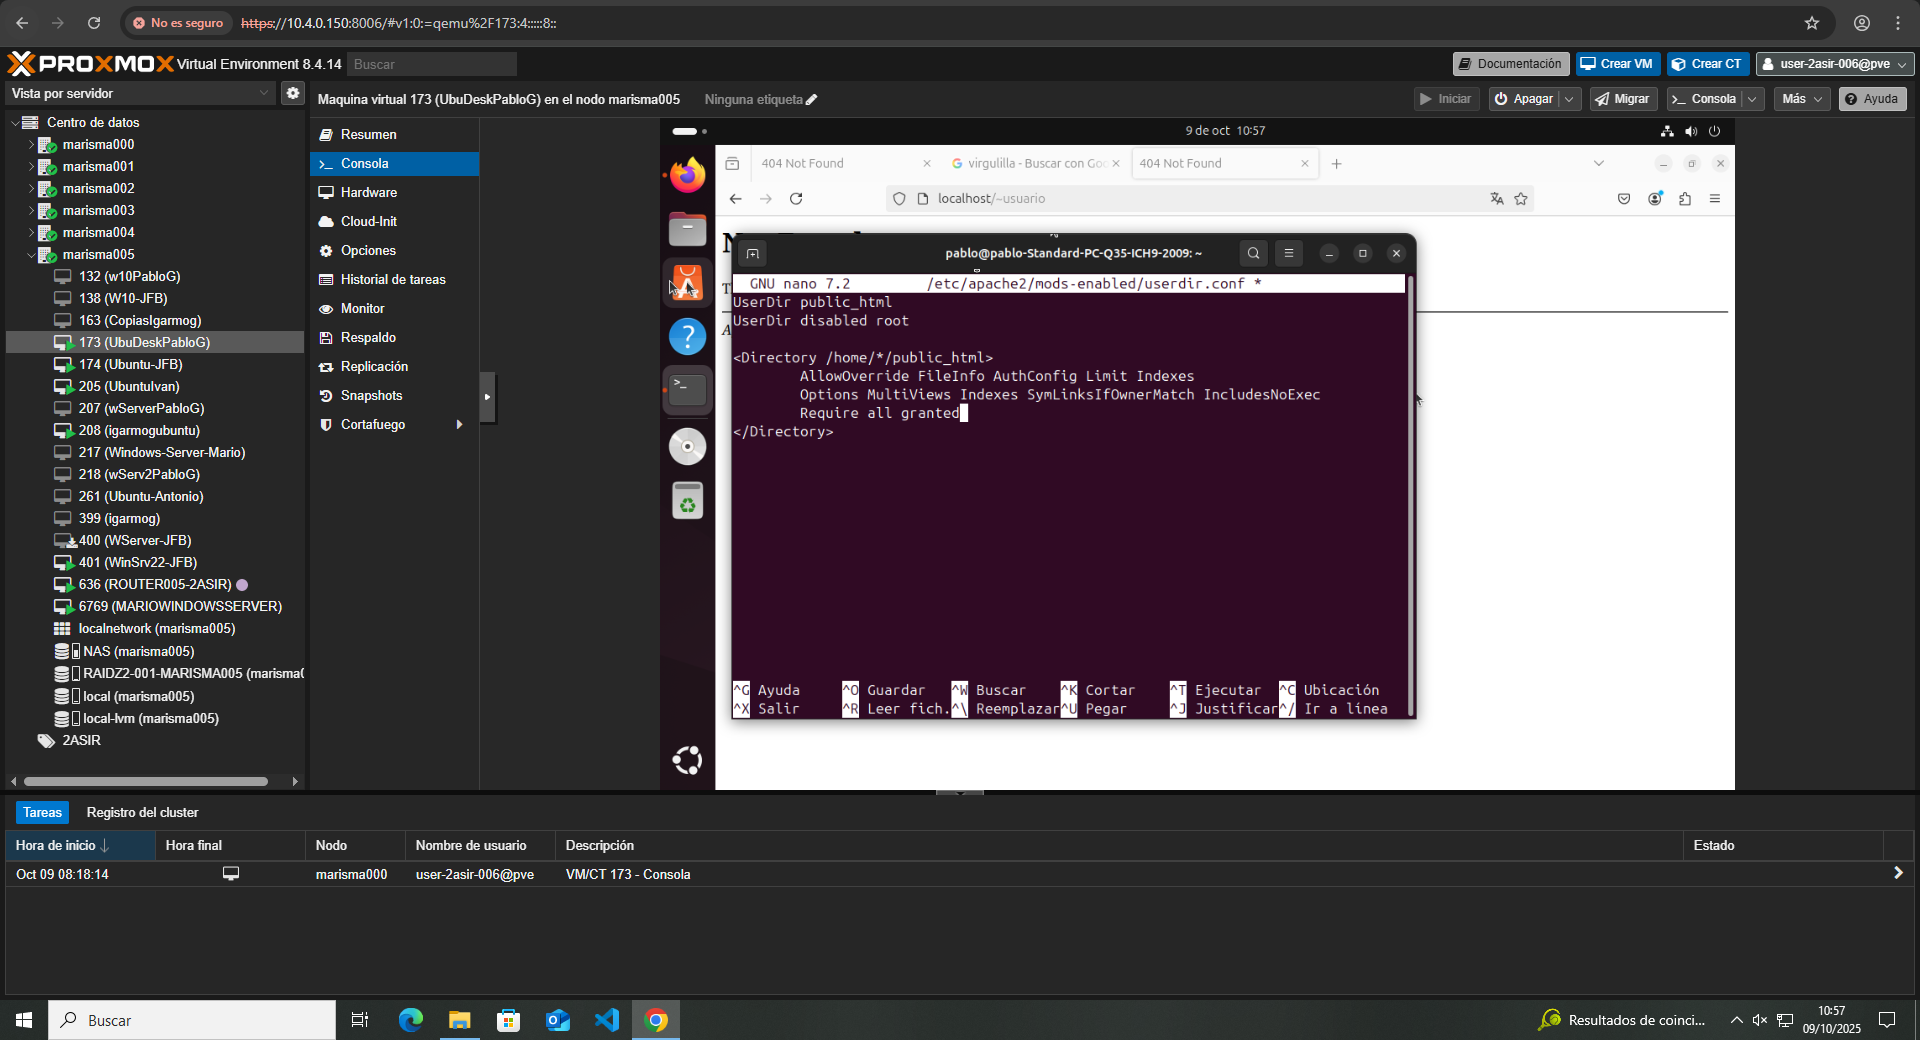 No es seguro https://10.4.0.150:8006/#v1:0:=qemu%2F173:4:::::8::
PROXMOX Virtual Environment 8.4.14 Buscar
Documentación Crear VM Crear CT user-2asir-006@pve
Vista por servidor
Maquina virtual 173 (UbuDeskPabloG) en el nodo marisma005 Ninguna etiqueta
Iniciar Apagar Migrar Consola Más Ayuda
Centro de datos
marisma000
marisma001
marisma002
marisma003
marisma004
marisma005
132 (w10PabloG)
138 (W10-JFB)
163 (CopiasIgarmog)
173 (UbuDeskPabloG)
174 (Ubuntu-JFB)
205 (UbuntuIvan)
207 (wServerPabloG)
208 (igarmogubuntu)
217 (Windows-Server-Mario)
218 (wServ2PabloG)
261 (Ubuntu-Antonio)
399 (igarmog)
400 (WServer-JFB)
401 (WinSrv22-JFB)
636 (ROUTER005-2ASIR)
6769 (MARIOWINDOWSSERVER)
localnetwork (marisma005)
NAS (marisma005)
RAIDZ2-001-MARISMA005 (marisma0
local (marisma005)
local-lvm (marisma005)
2ASIR
Resumen
Consola
Hardware
Cloud-Init
Opciones
Historial de tareas
Monitor
Respaldo
Replicación
Snapshots
Cortafuego
9 de oct 10:57
404 Not Found
virgulilla - Buscar con Goo
404 Not Found
localhost/~usuario
N
T
A
pablo@pablo-Standard-PC-Q35-ICH9-2009: ~
GNU nano 7.2 /etc/apache2/mods-enabled/userdir.conf *
UserDir public_html
UserDir disabled root
<Directory /home/*/public_html>
AllowOverride FileInfo AuthConfig Limit Indexes
Options MultiViews Indexes SymLinksIfOwnerMatch IncludesNoExec
Require all granted
</Directory>
^G Ayuda ^O Guardar ^W Buscar ^K Cortar ^T Ejecutar ^C Ubicación
^X Salir ^R Leer fich. ^\ Reemplazar ^U Pegar ^J Justificar ^/ Ir a línea
Tareas Registro del cluster
Hora de inicio Hora final Nodo Nombre de usuario Descripción Estado
Oct 09 08:18:14 marisma000 user-2asir-006@pve VM/CT 173 - Consola
Buscar
Resultados de coinci...
10:57
09/10/2025